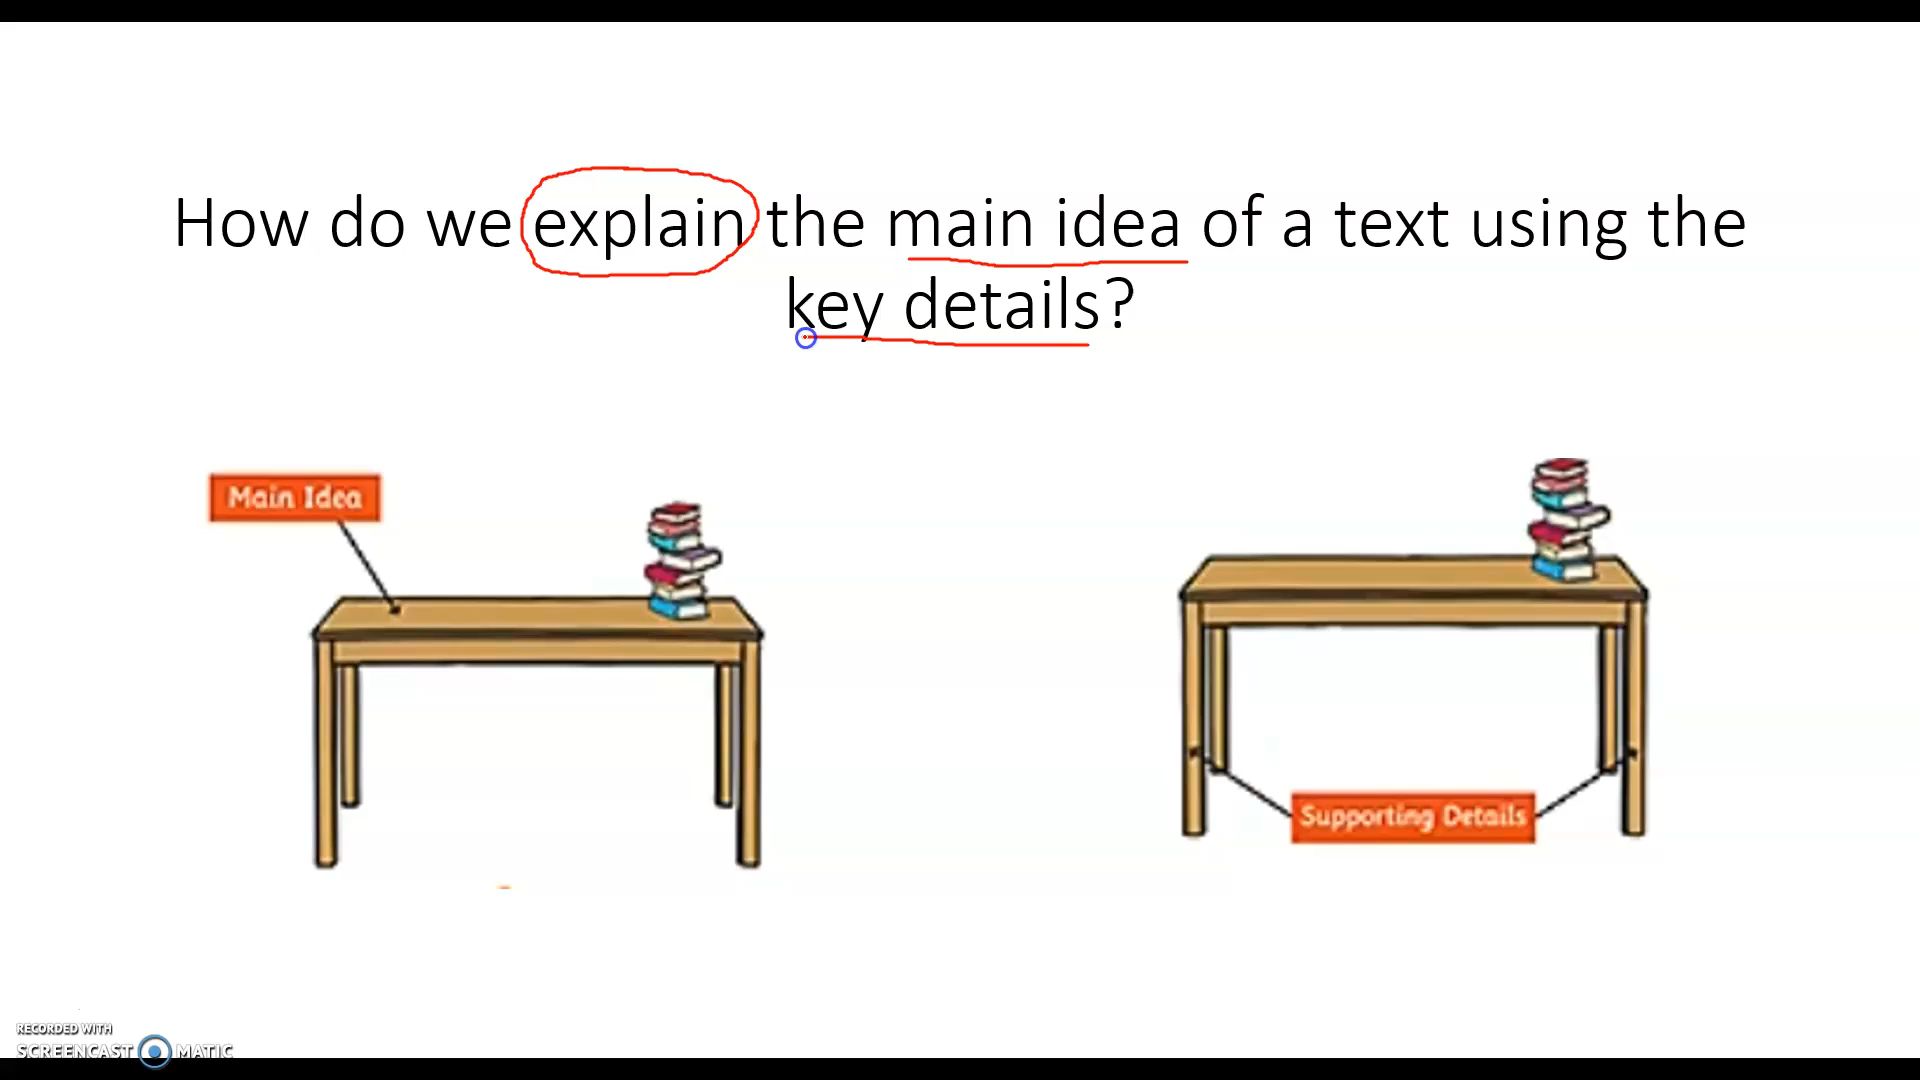 How do we explain the main idea of a text using the
key details?
Main Idea
Supporting Details
RECORDED WITH
SCREENCAST MATIC